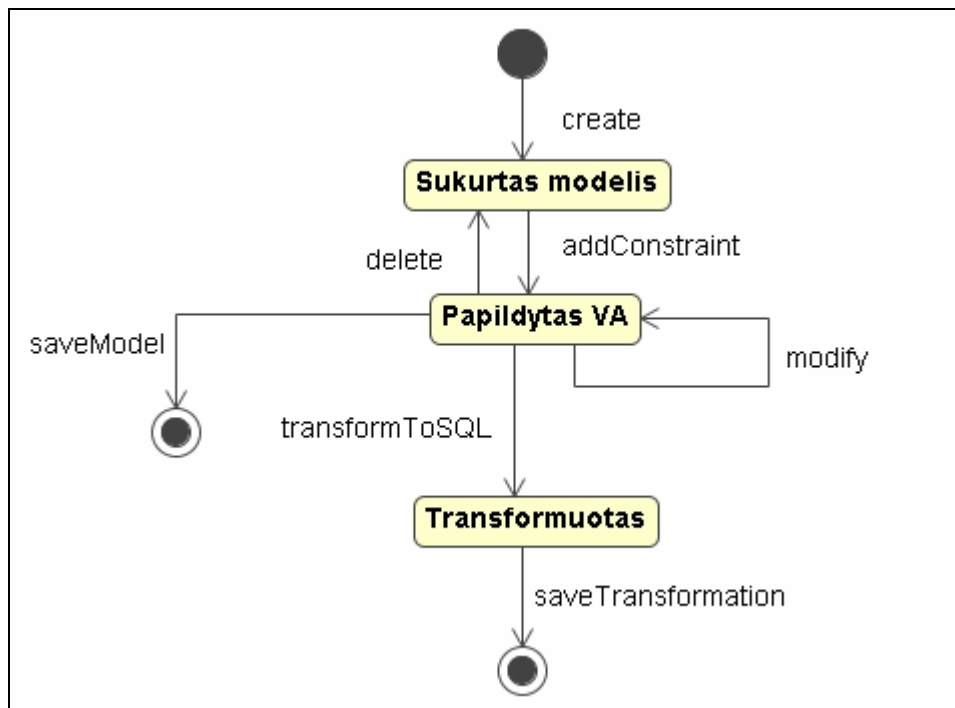 create
Sukurtas modelis
delete
addConstraint
Papildytas VA
saveModel
modify
transformToSQL
Transformuotas
saveTransformation